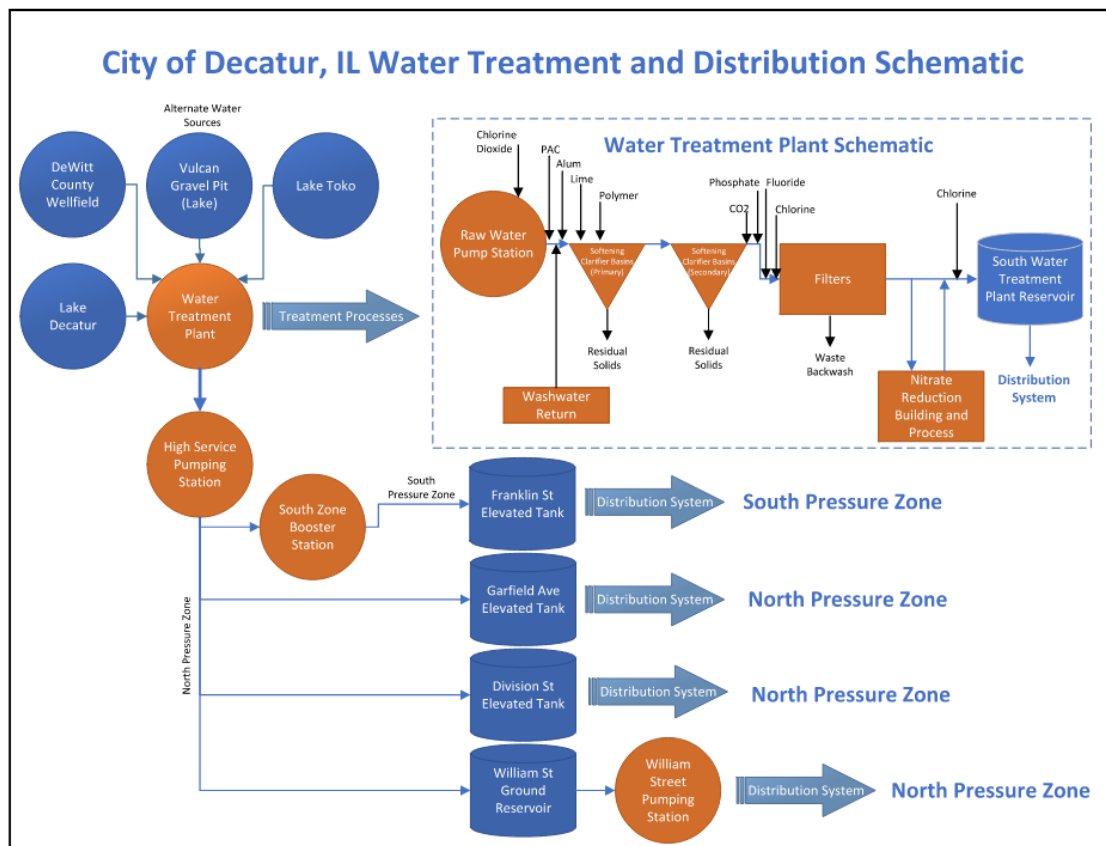 City of Decatur, IL Water Treatment and Distribution Schematic
Alternate Water
Sources
DeWitt
County
Wellfield
Vulcan
Gravel Pit
(Lake)
Lake Toko
Lake
Decatur
Water
Treatment
Plant
Treatment Processes
Water Treatment Plant Schematic
Chlorine
Dioxide
PAC
Alum
Lime
Polymer
Raw Water
Pump Station
Softening
Clarifier Basins
(Primary)
Softening
Clarifier Basins
(Secondary)
Phosphate
Fluoride
CO2
Chlorine
Filters
Chlorine
South Water
Treatment
Plant Reservoir
Residual
Solids
Residual
Solids
Waste
Backwash
Washwater
Return
Nitrate
Reduction
Building and
Process
Distribution
System
High Service
Pumping
Station
South Zone
Booster
Station
South
Pressure Zone
North Pressure Zone
Franklin St
Elevated Tank
Distribution System
South Pressure Zone
Garfield Ave
Elevated Tank
Distribution System
North Pressure Zone
Division St
Elevated Tank
Distribution System
North Pressure Zone
William St
Ground
Reservoir
William
Street
Pumping
Station
Distribution System
North Pressure Zone